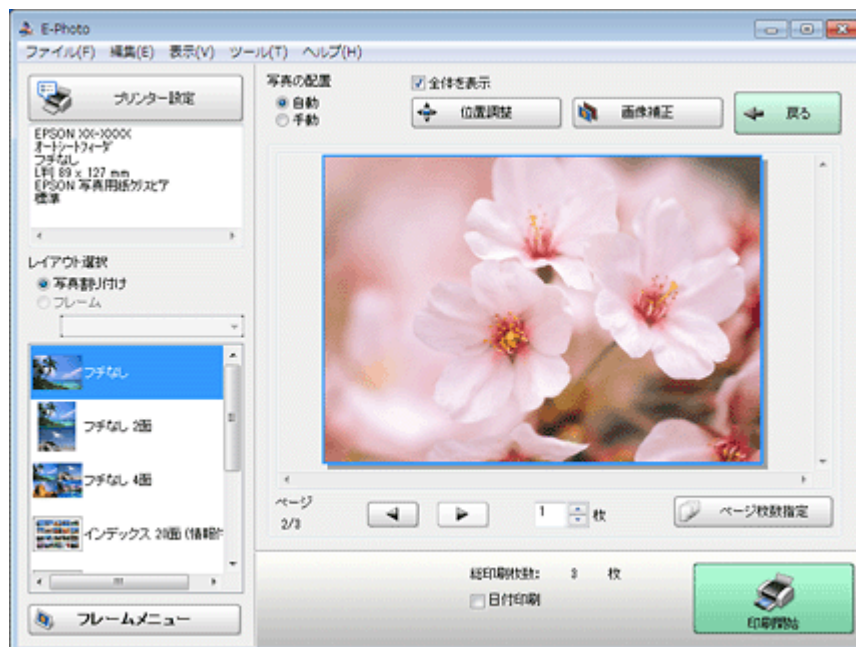 E-Photo
ファイル(F) 編集(E) 表示(V) ツール(T) ヘルプ(H)
プリンター設定
EPSON XX-XXXX
オートシートフィーダ
フチなし
L判 89 x 127 mm
EPSON 写真用紙クリスピア
標準
レイアウト選択
写真割り付け
フレーム
フチなし
フチなし 2面
フチなし 4面
インデックス 20面 (情報付
フレームメニュー
写真の配置
自動
手動
全体を表示
位置調整
画像補正
戻る
ページ
2/3
1 枚
ページ枚数指定
総印刷枚数: 3 枚
日付印刷
印刷開始